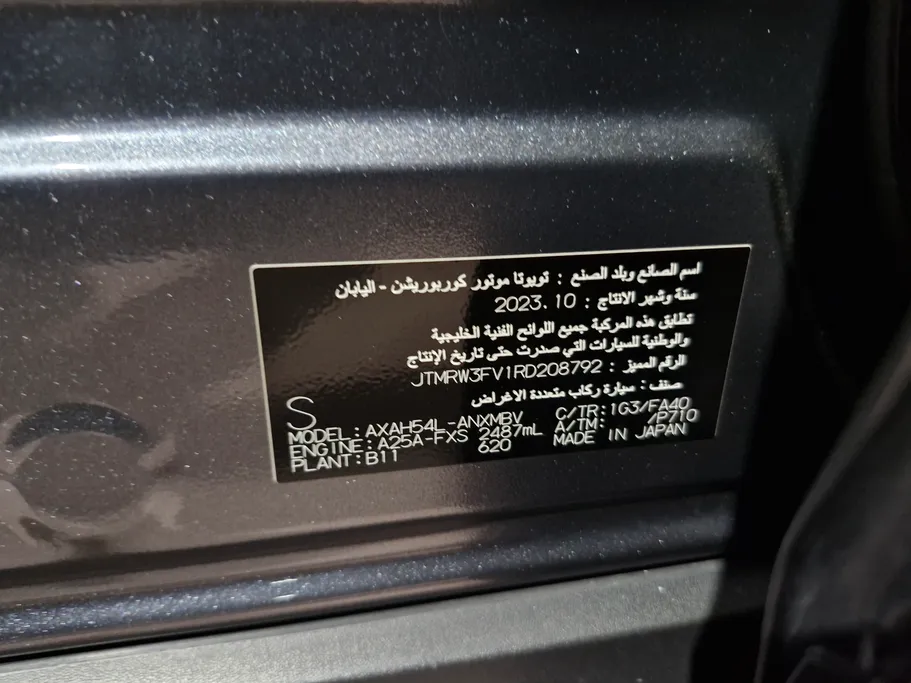 اسم الصانع وبلد الصنع : تويوتا موتور كوربوريشن - اليابان
سنة وشهر الانتاج : 2023.10
تطابق هذه المركبة جميع اللوائح الفنية الخليجية
والوطنية للسيارات التي صدرت حتى تاريخ الإنتاج
الرقم المميز : JTMRW3FV1RD208792
صنف : سيارة ركاب متعددة الاغراض
S
MODEL:AXAH54L-ANXMBV C/TR:1G3/FA40
ENGINE:A25A-FXS 2487mL A/TM: /P710
PLANT:B11 620 MADE IN JAPAN